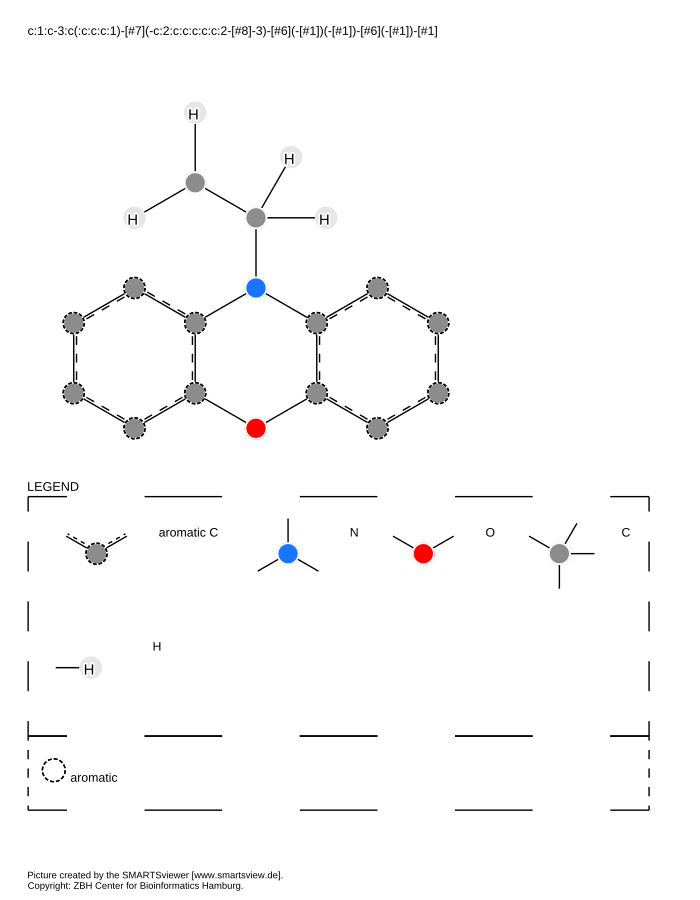 c:1:c-3:c(:c:c:c:1)-[#7](-c:2:c:c:c:c:c:2-[#8]-3)-[#6](-[#1])(-[#1])-[#6](-[#1])-[#1]
H
H
H
H
LEGEND
aromatic C
N
O
C
H
H
aromatic
Picture created by the SMARTSviewer [www.smartsview.de].
Copyright: ZBH Center for Bioinformatics Hamburg.